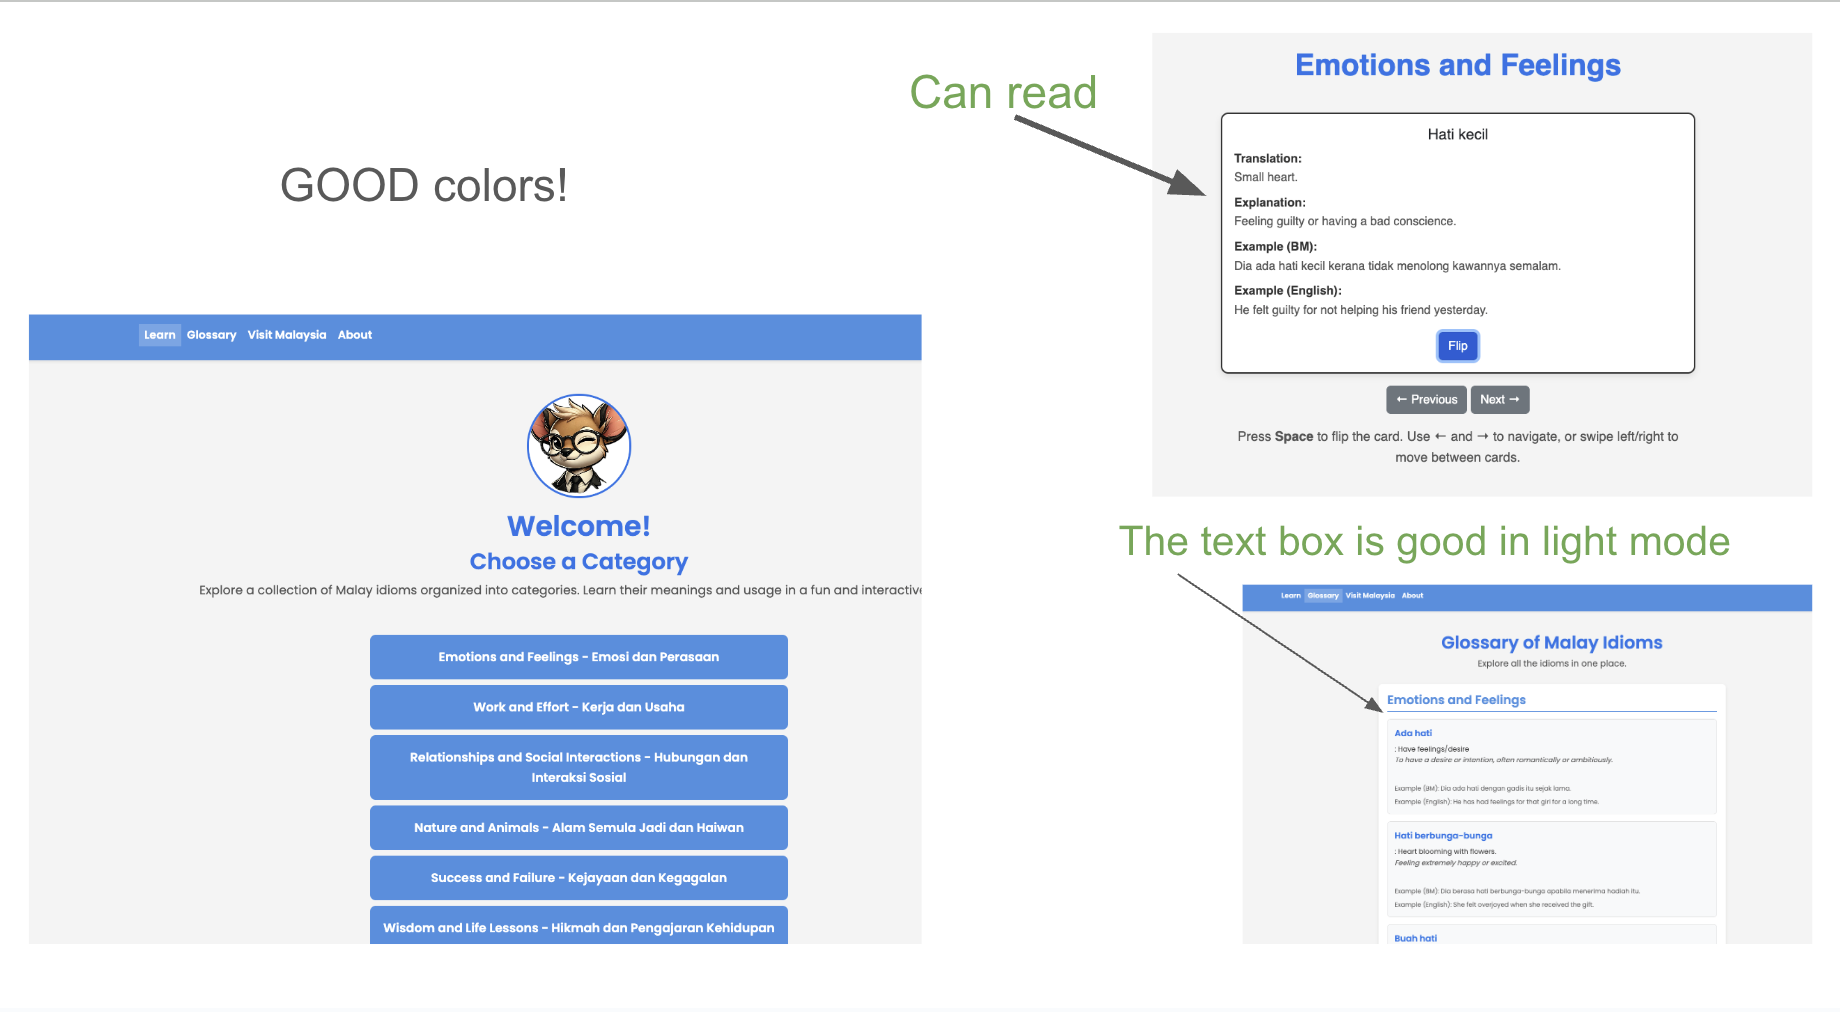 GOOD colors!
Learn Glossary Visit Malaysia About
Welcome!
Choose a Category
Explore a collection of Malay idioms organized into categories. Learn their meanings and usage in a fun and interactive
Emotions and Feelings - Emosi dan Perasaan
Work and Effort - Kerja dan Usaha
Relationships and Social Interactions - Hubungan dan
Interaksi Sosial
Nature and Animals - Alam Semula Jadi dan Haiwan
Success and Failure - Kejayaan dan Kegagalan
Wisdom and Life Lessons - Hikmah dan Pengajaran Kehidupan
Can read
Emotions and Feelings
Hati kecil
Translation:
Small heart.
Explanation:
Feeling guilty or having a bad conscience.
Example (BM):
Dia ada hati kecil kerana tidak menolong kawannya semalam.
Example (English):
He felt guilty for not helping his friend yesterday.
Flip
← Previous Next →
Press Space to flip the card. Use ← and → to navigate, or swipe left/right to
move between cards.
The text box is good in light mode
Learn Glossary Visit Malaysia About
Glossary of Malay Idioms
Explore all the idioms in one place.
Emotions and Feelings
Ada hati
: Have feelings/desire
To have a desire or intention, often romantically or ambitiously.
Example (BM): Dia ada hati dengan gadis itu sejak lama.
Example (English): He has had feelings for that girl for a long time.
Hati berbunga-bunga
: Heart blooming with flowers.
Feeling extremely happy or excited.
Example (BM): Dia berasa hati berbunga-bunga apabila menerima hadiah itu.
Example (English): She felt overjoyed when she received the gift.
Buah hati